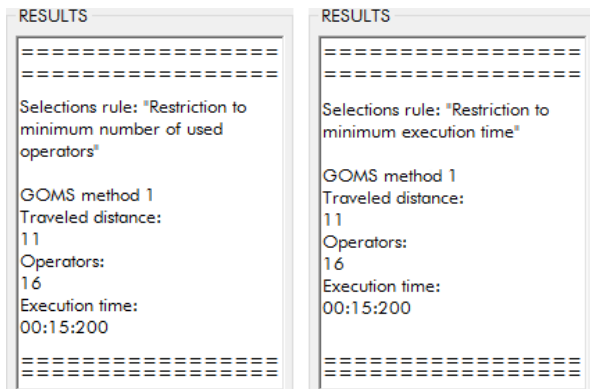 RESULTS
=================
=================
Selections rule: "Restriction to
minimum number of used
operators"
GOMS method 1
Traveled distance:
11
Operators:
16
Execution time:
00:15:200
=================
=================
RESULTS
=================
=================
Selections rule: "Restriction to
minimum execution time"
GOMS method 1
Traveled distance:
11
Operators:
16
Execution time:
00:15:200
=================
=================